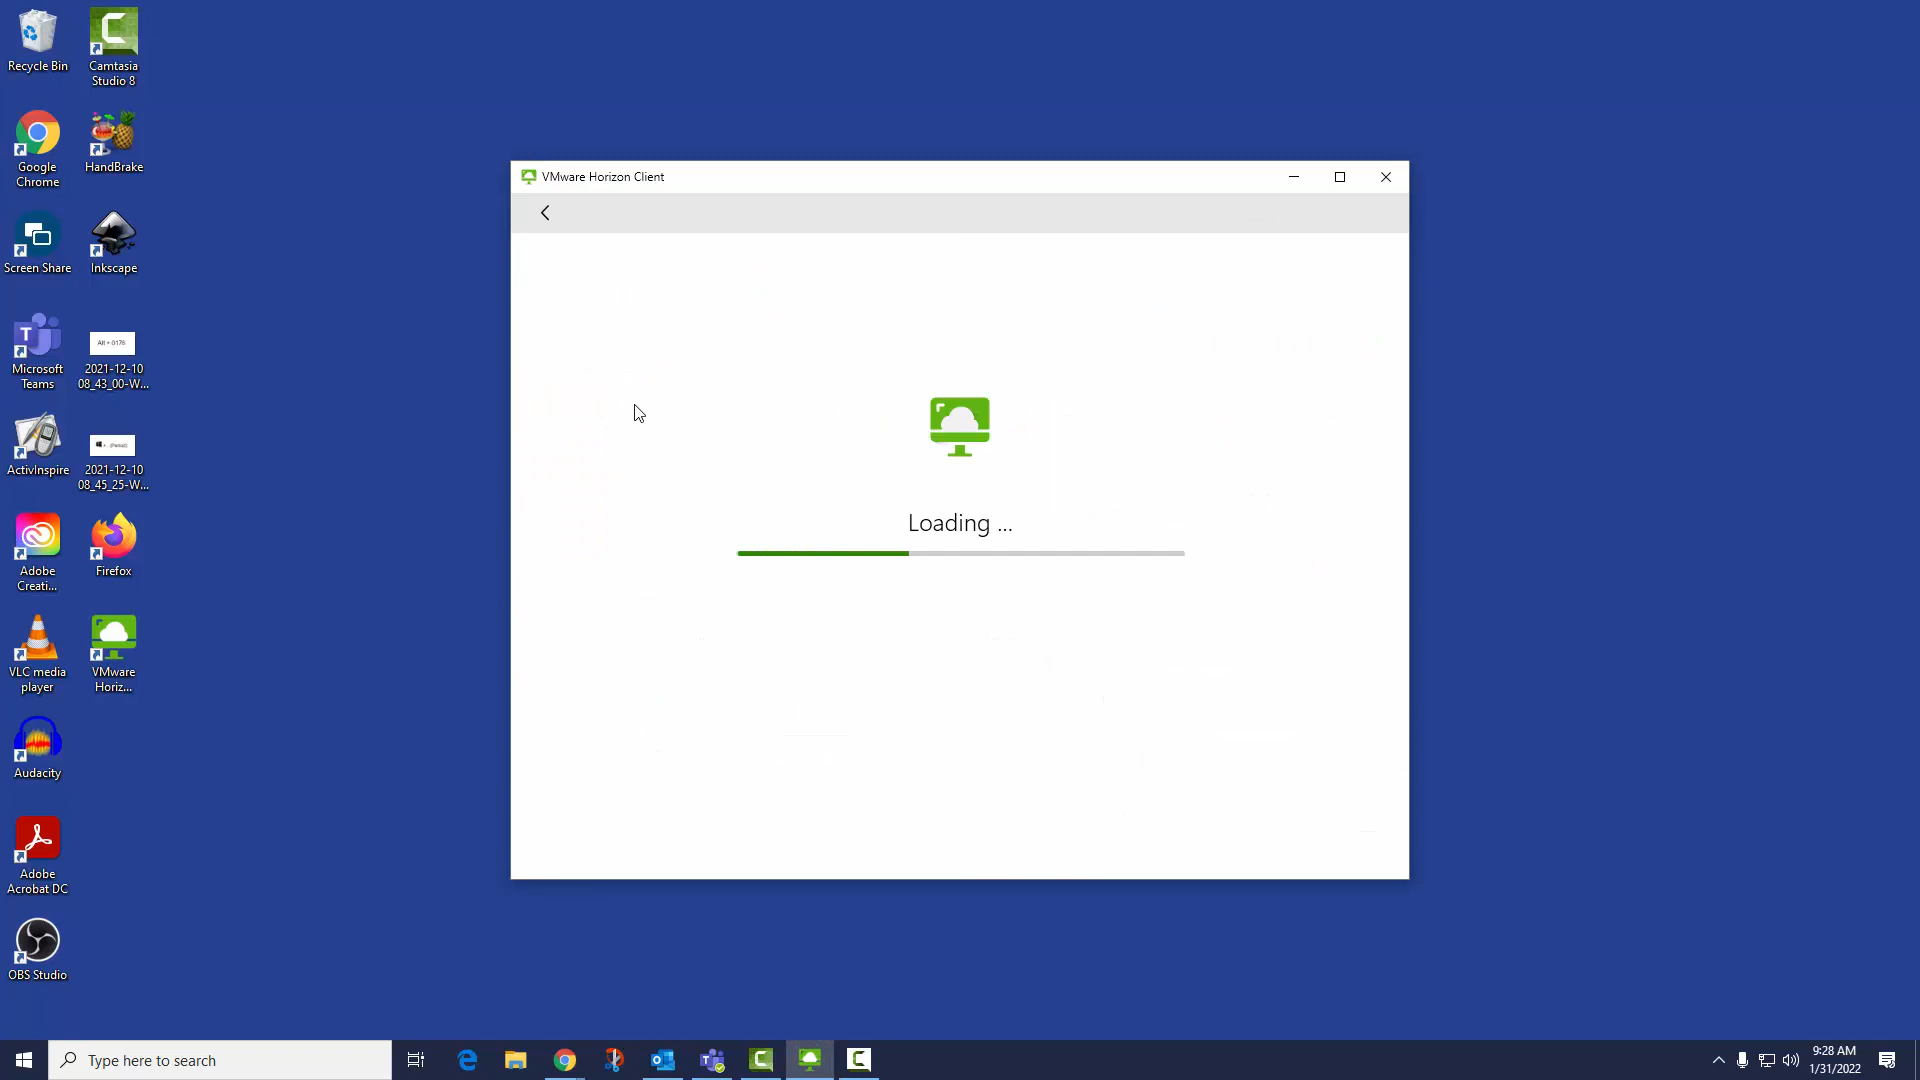 Recycle Bin
Camtasia
Studio 8
Google
Chrome
HandBrake
Screen Share
Inkscape
T
Microsoft
Teams
Alt + 0176
2021-12-10
08_43_00-W...
ActivInspire
2021-12-10
08_45_25-W...
Adobe
Creati...
Firefox
VLC media
player
VMware
Horiz...
Audacity
Adobe
Acrobat DC
OBS Studio
VMware Horizon Client
Loading ...
Type here to search
9:28 AM
1/31/2022